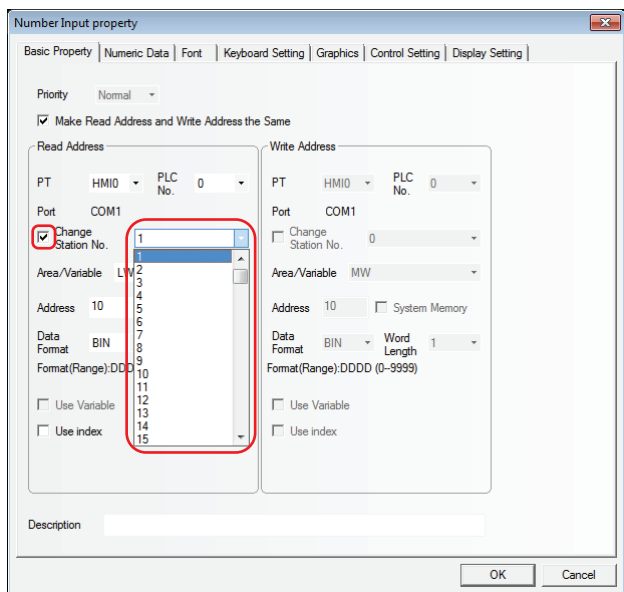 Number Input property
Basic Property Numeric Data Font Keyboard Setting Graphics Control Setting Display Setting
Priority Normal
Make Read Address and Write Address the Same
Read Address
PT HMI0 PLC No. 0
Port COM1
Change Station No. 1
1
2
3
4
5
6
7
8
9
10
11
12
13
14
15
Area/Variable LW
Address 10
Data Format BIN
Format(Range):DDD
Use Variable
Use index
Write Address
PT HMI0 PLC No. 0
Port COM1
Change Station No. 0
Area/Variable MW
Address 10 System Memory
Data Format BIN Word Length 1
Format(Range):DDDD (0--9999)
Use Variable
Use index
Description
OK Cancel